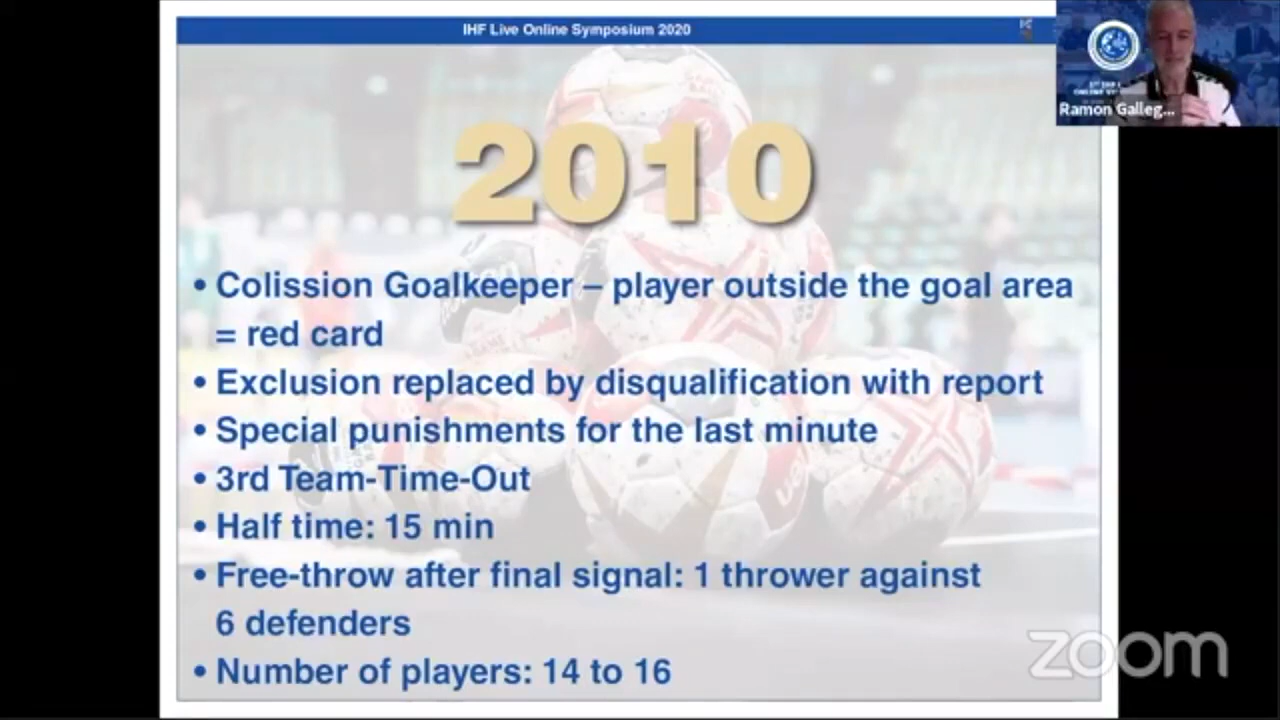 IHF Live Online Symposium 2020
Ramon Galleg...
2010
• Colission Goalkeeper – player outside the goal area
= red card
• Exclusion replaced by disqualification with report
• Special punishments for the last minute
• 3rd Team-Time-Out
• Half time: 15 min
• Free-throw after final signal: 1 thrower against
6 defenders
• Number of players: 14 to 16
zoom